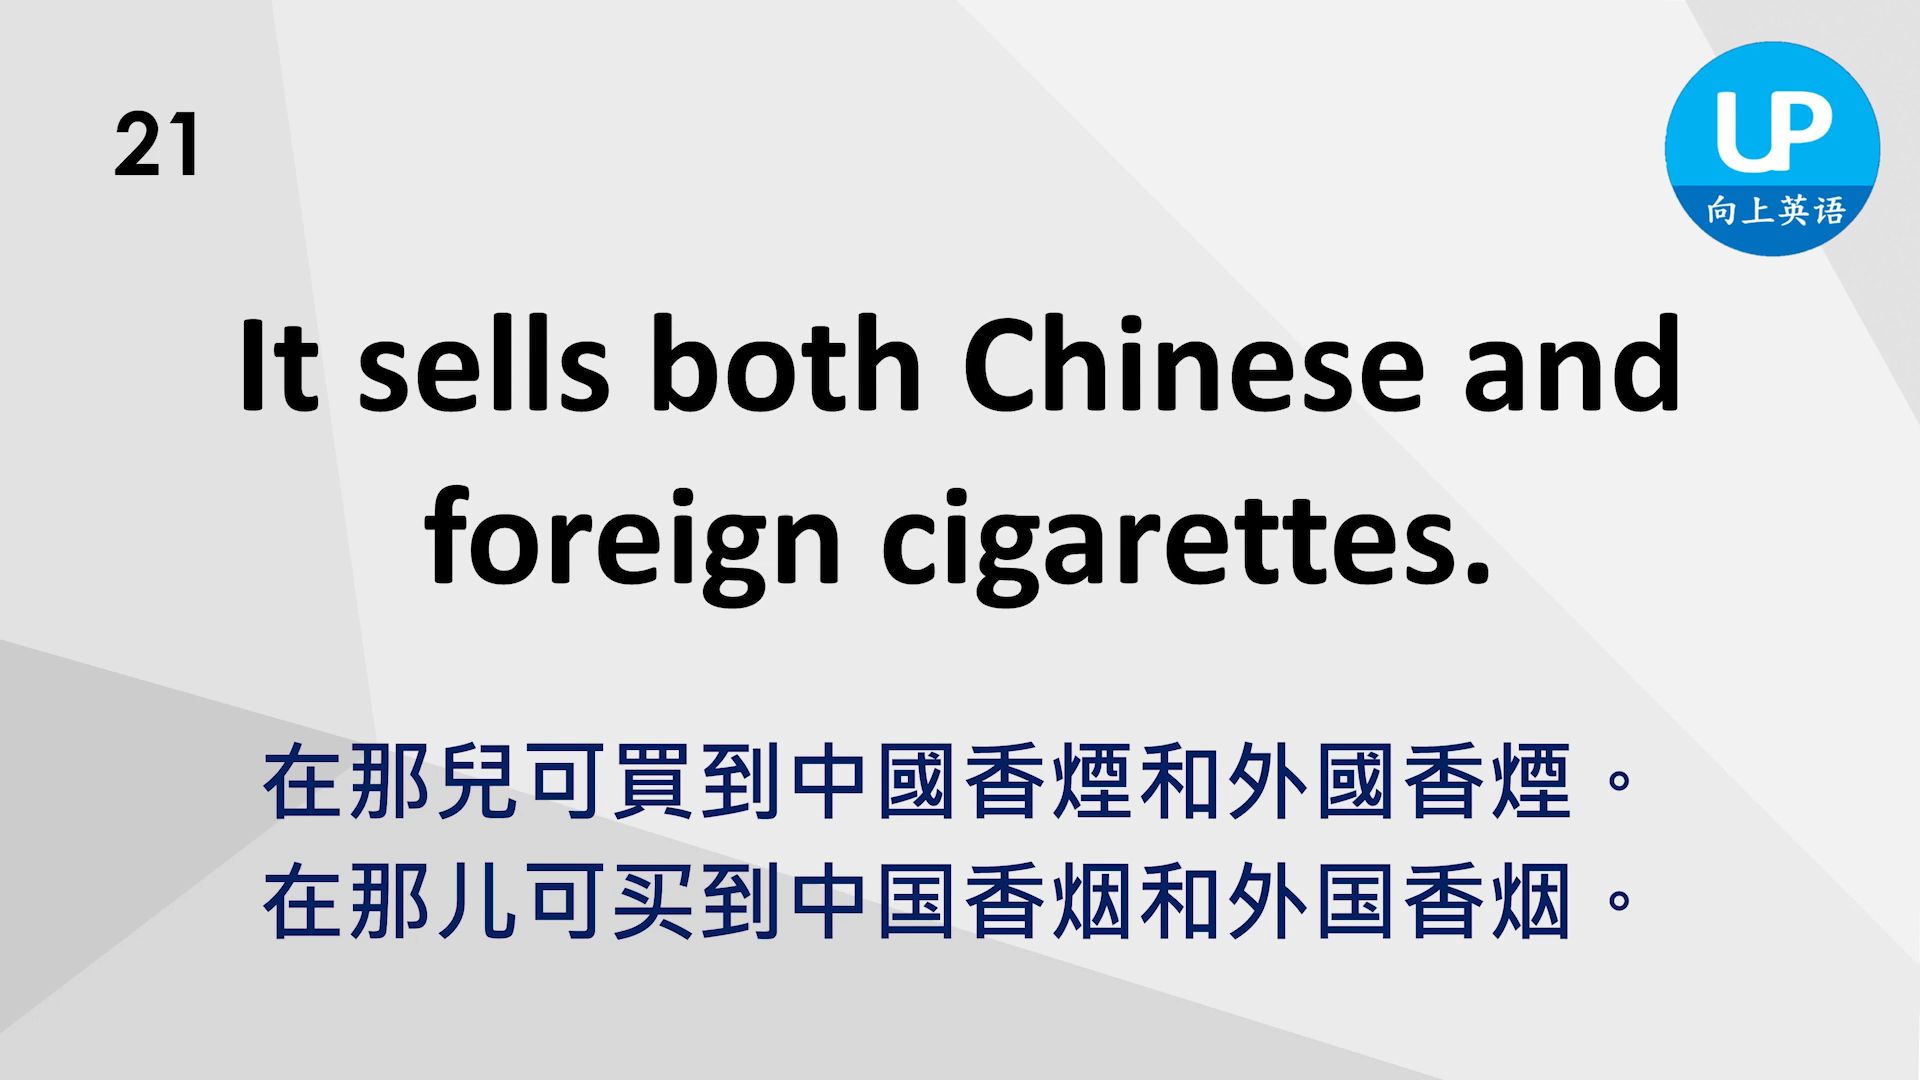 21
UP
向上英语
It sells both Chinese and
foreign cigarettes.
在那兒可買到中國香煙和外國香煙。
在那儿可买到中国香烟和外国香烟。